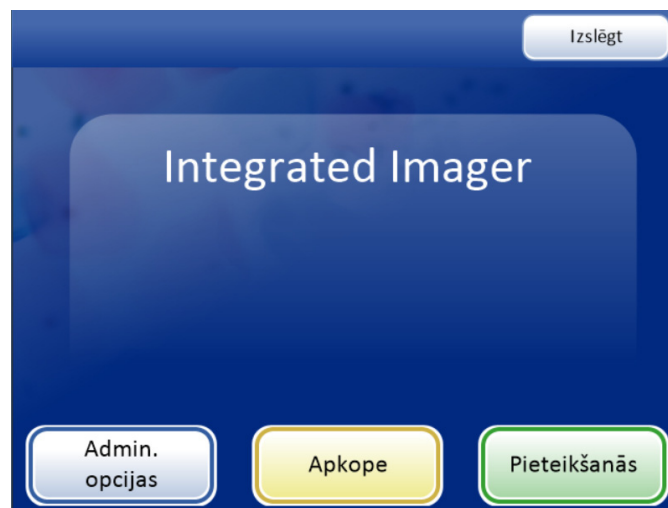 Izslēgt
Integrated Imager
Admin.
opcijas
Apkope
Pieteikšanās